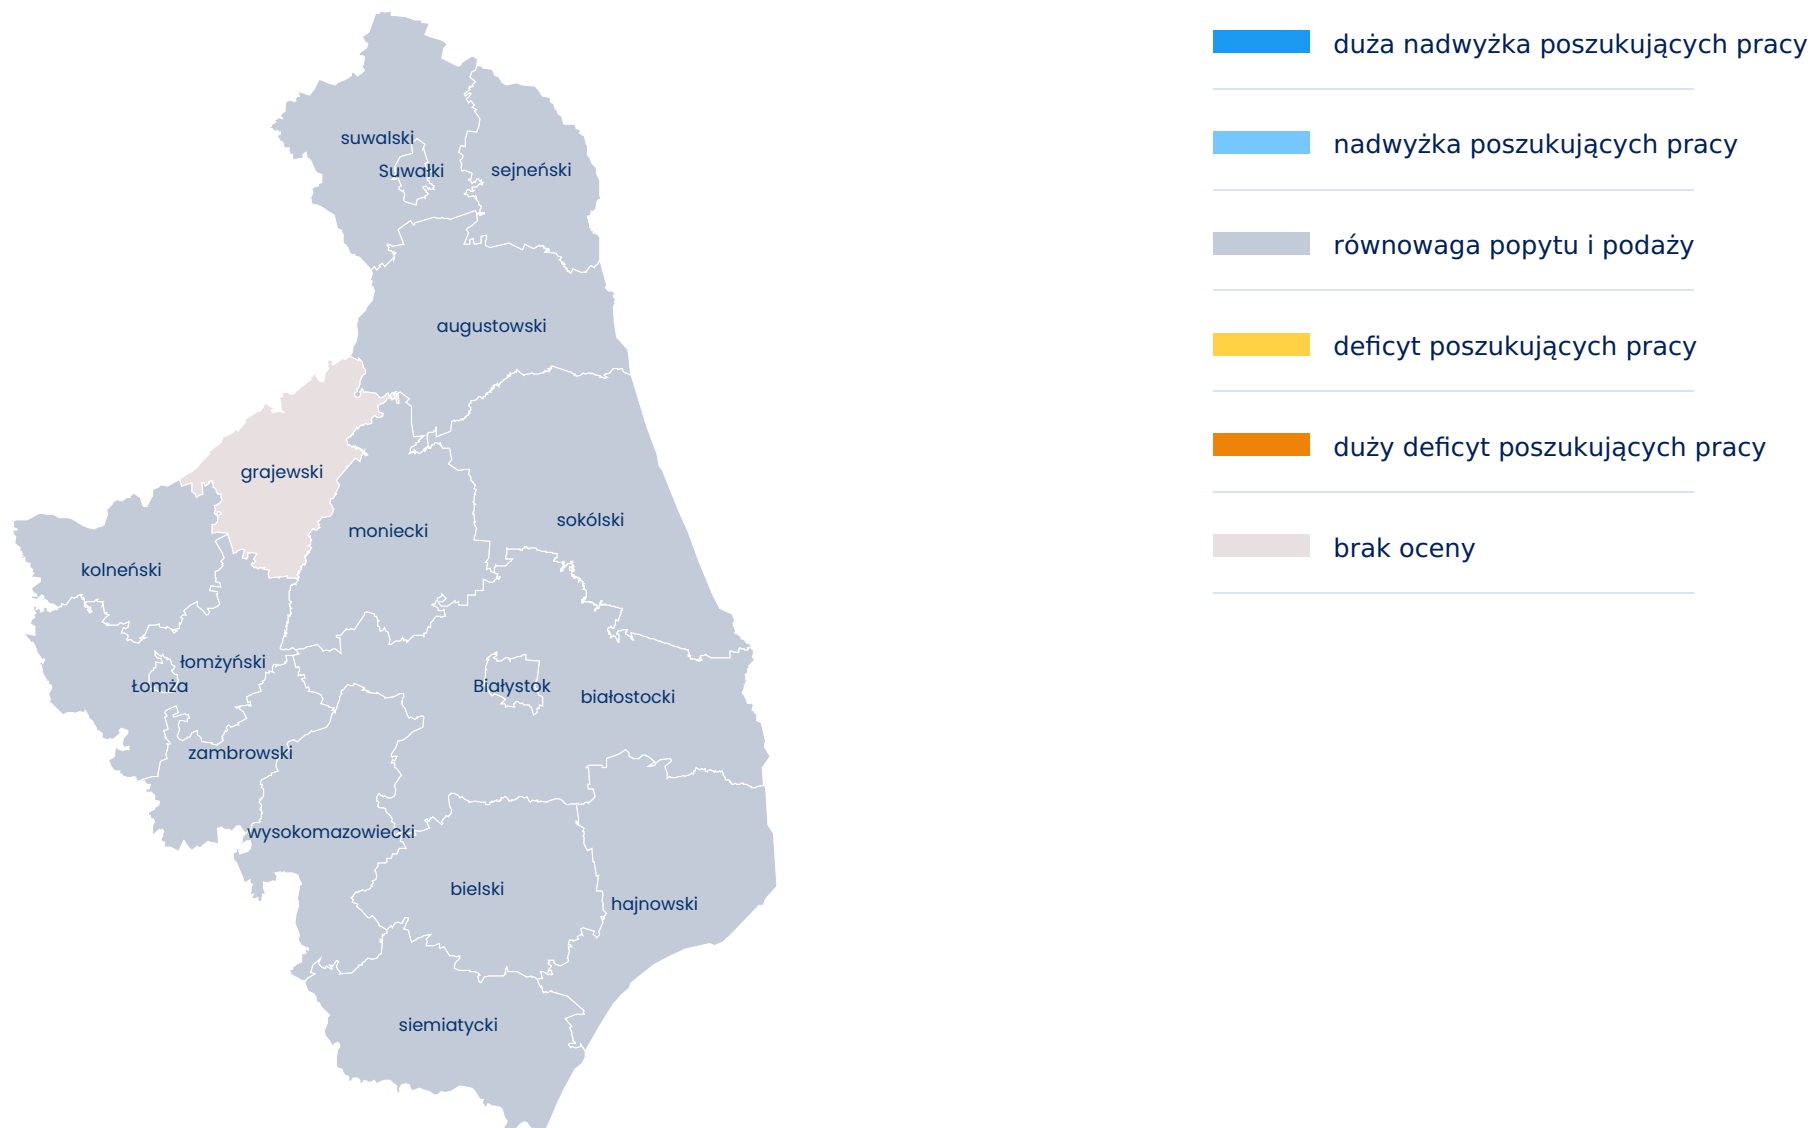 suwalski
Suwałki
sejneński
augustowski
grajewski
moniecki
sokólski
kolneński
łomżyński
Łomża
Białystok
białostocki
zambrowski
wysokomazowiecki
bielski
hajnowski
siemiatycki
duża nadwyżka poszukujących pracy
nadwyżka poszukujących pracy
równowaga popytu i podaży
deficyt poszukujących pracy
duży deficyt poszukujących pracy
brak oceny